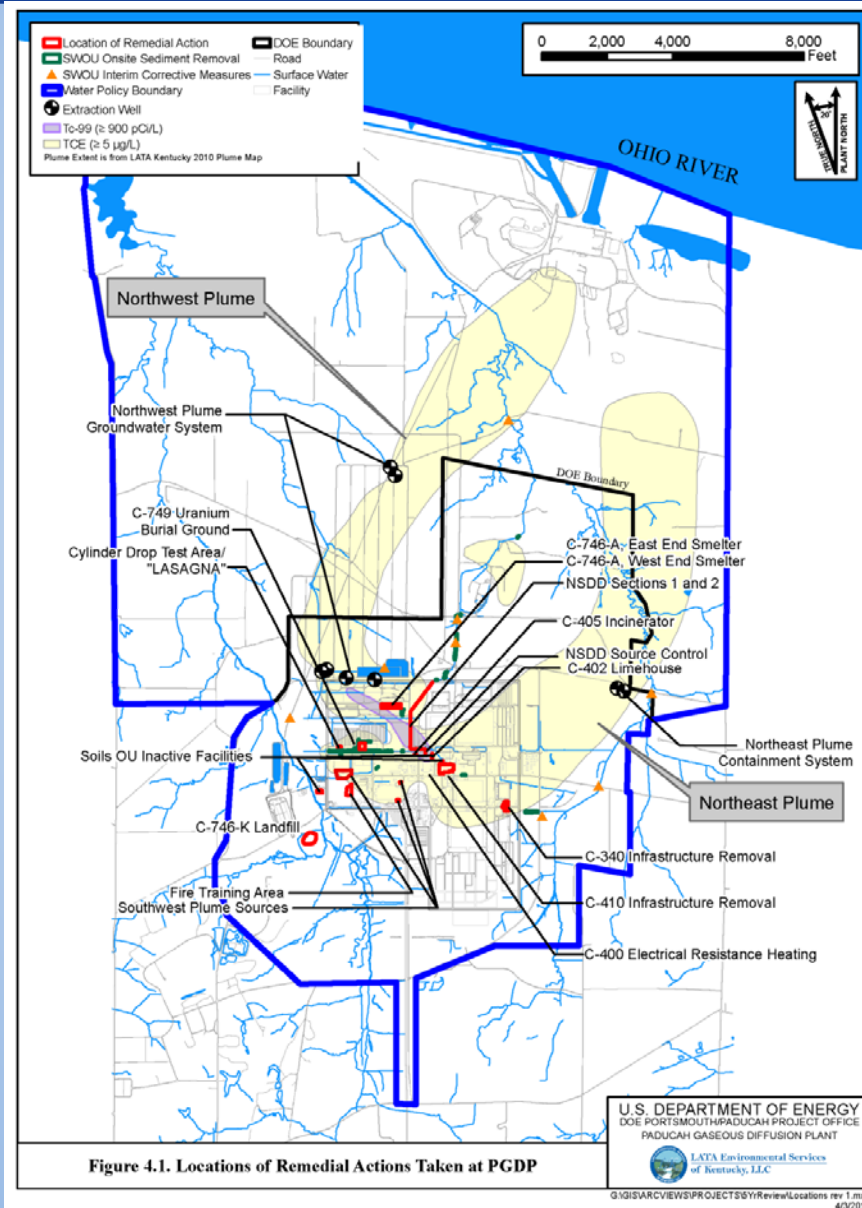 Location of Remedial Action
SWOU Onsite Sediment Removal
SWOU Interim Corrective Measures
Water Policy Boundary
Extraction Well
Tc-99 (≥ 900 pCi/L)
TCE (≥ 5 µg/L)
Plume Extent is from LATA Kentucky 2010 Plume Map
DOE Boundary
Road
Surface Water
Facility
0 2,000 4,000 8,000
Feet
20°
TRUE NORTH
PLANT NORTH
OHIO RIVER
Northwest Plume
Northwest Plume
Groundwater System
DOE Boundary
C-749 Uranium
Burial Ground
Cylinder Drop Test Area/
"LASAGNA"
C-746-A, East End Smelter
C-746-A, West End Smelter
NSDD Sections 1 and 2
C-405 Incinerator
NSDD Source Control
C-402 Limehouse
Soils OU Inactive Facilities
Northeast Plume
Containment System
Northeast Plume
C-746-K Landfill
C-340 Infrastructure Removal
Fire Training Area
Southwest Plume Sources
C-410 Infrastructure Removal
C-400 Electrical Resistance Heating
U.S. DEPARTMENT OF ENERGY
DOE PORTSMOUTH/PADUCAH PROJECT OFFICE
PADUCAH GASEOUS DIFFUSION PLANT
LATA Environmental Services
of Kentucky, LLC
Figure 4.1. Locations of Remedial Actions Taken at PGDP
G:\GIS\ARCVIEWS\PROJECTS\5YrReview\Locations rev 1.m